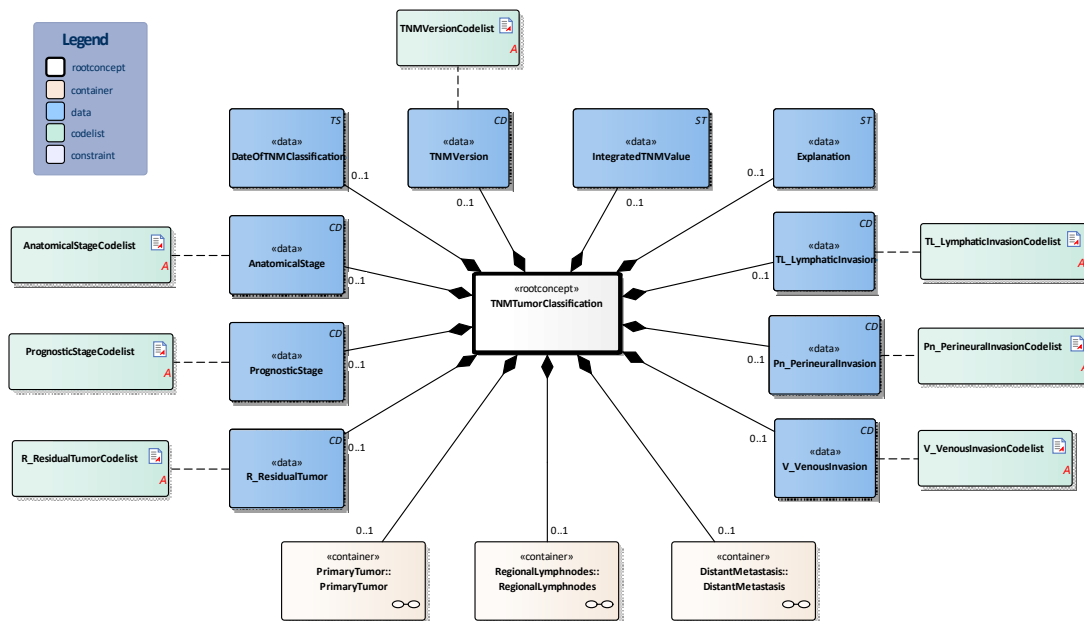 Legend
rootconcept
container
data
codelist
constraint
TNMVersionCodelist
A
TS
«data»
DateOfTNMClassification
0..1
CD
«data»
TNMVersion
0..1
ST
«data»
IntegratedTNMValue
0..1
ST
«data»
Explanation
0..1
AnatomicalStageCodelist
A
CD
«data»
AnatomicalStage
0..1
«rootconcept»
TNMTumorClassification
CD
«data»
TL_LymphaticInvasion
0..1
TL_LymphaticInvasionCodelist
A
PrognosticStageCodelist
A
CD
«data»
PrognosticStage
0..1
CD
«data»
Pn_PerineuralInvasion
0..1
Pn_PerineuralInvasionCodelist
A
R_ResidualTumorCodelist
A
CD
«data»
R_ResidualTumor
0..1
CD
«data»
V_VenousInvasion
0..1
V_VenousInvasionCodelist
A
0..1
«container»
PrimaryTumor::
PrimaryTumor
0..1
«container»
RegionalLymphnodes::
RegionalLymphnodes
0..1
«container»
DistantMetastasis::
DistantMetastasis